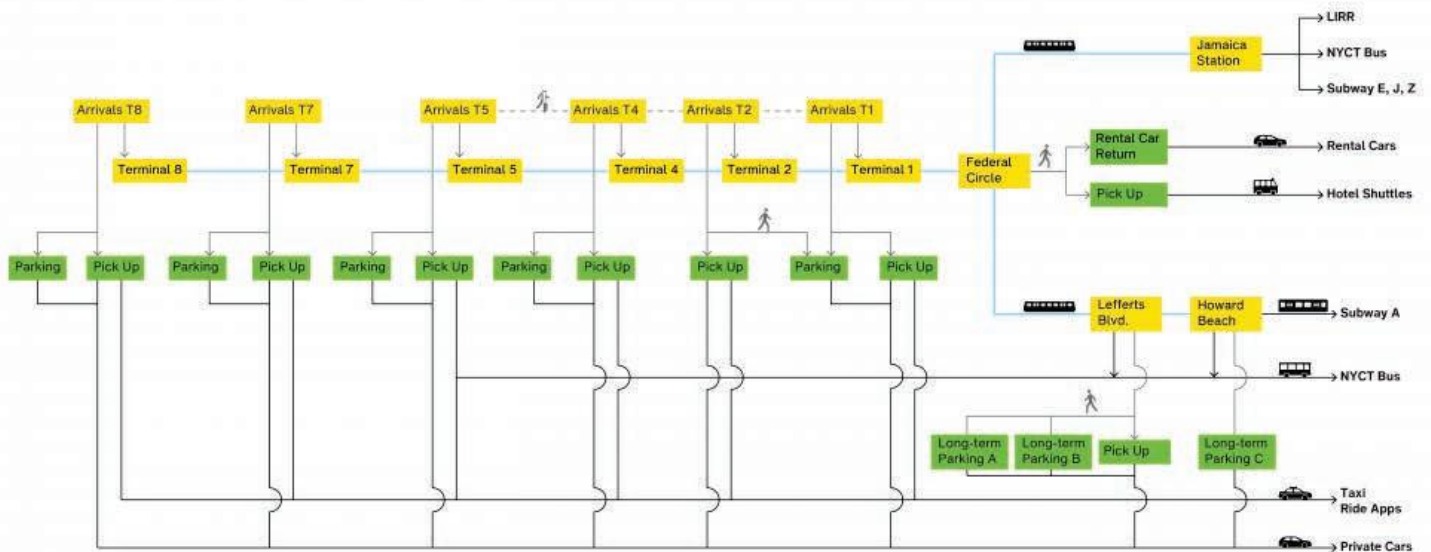 LIRR
Jamaica
Station
NYCT Bus
Subway E, J, Z
Arrivals T8
Arrivals T7
Arrivals T5
Arrivals T4
Arrivals T2
Arrivals T1
Rental Car
Return
Rental Cars
Terminal 8
Terminal 7
Terminal 5
Terminal 4
Terminal 2
Terminal 1
Federal
Circle
Pick Up
Hotel Shuttles
Parking
Pick Up
Parking
Pick Up
Parking
Pick Up
Parking
Pick Up
Pick Up
Parking
Pick Up
Lefferts
Blvd.
Howard
Beach
Subway A
NYCT Bus
Long-term
Parking A
Long-term
Parking B
Pick Up
Long-term
Parking C
Taxi
Ride Apps
Private Cars